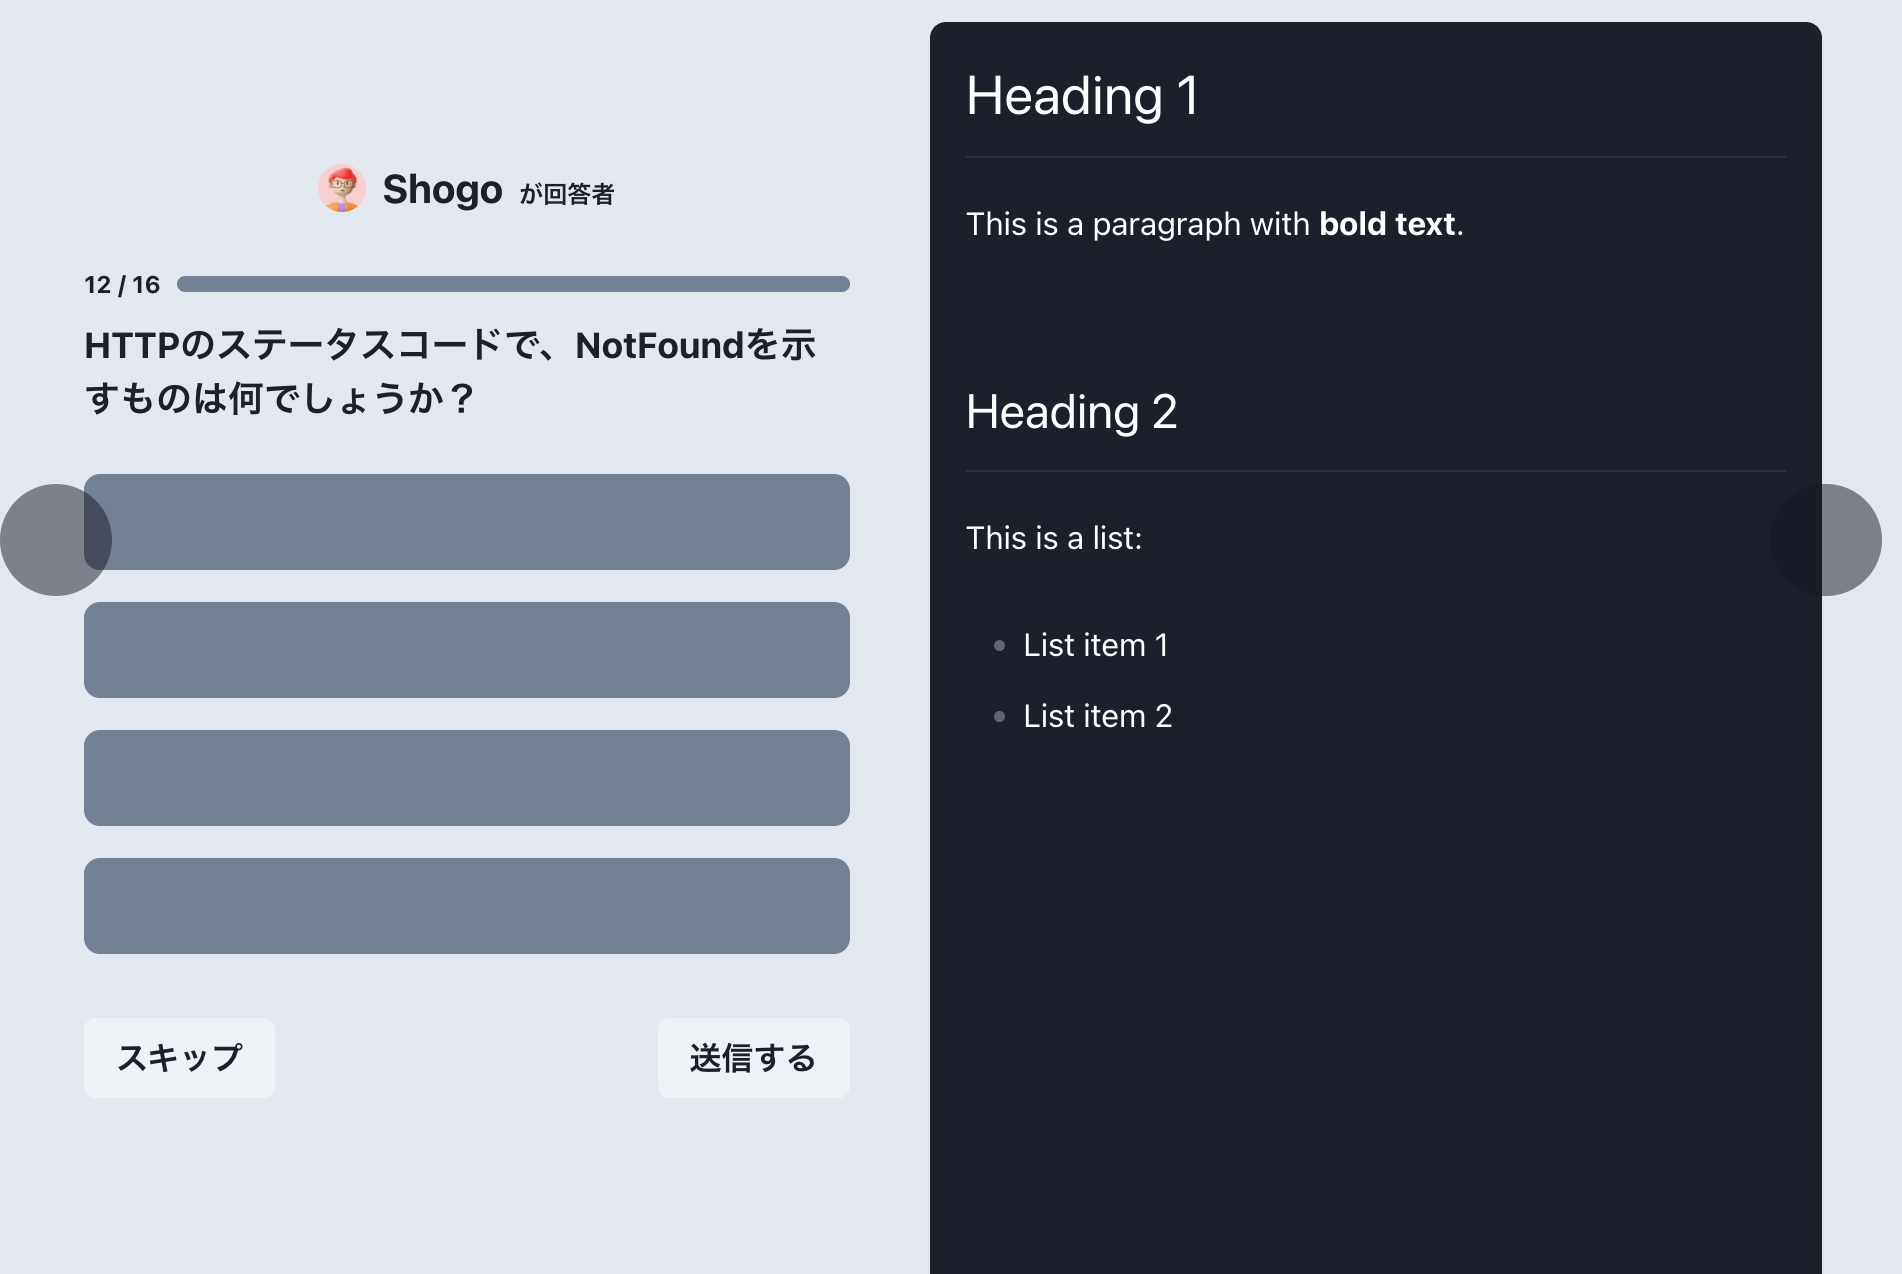 Shogo が回答者
12 / 16
HTTPのステータスコードで、NotFoundを示
すものは何でしょうか？
スキップ
送信する
Heading 1
This is a paragraph with bold text.
Heading 2
This is a list:
List item 1
List item 2